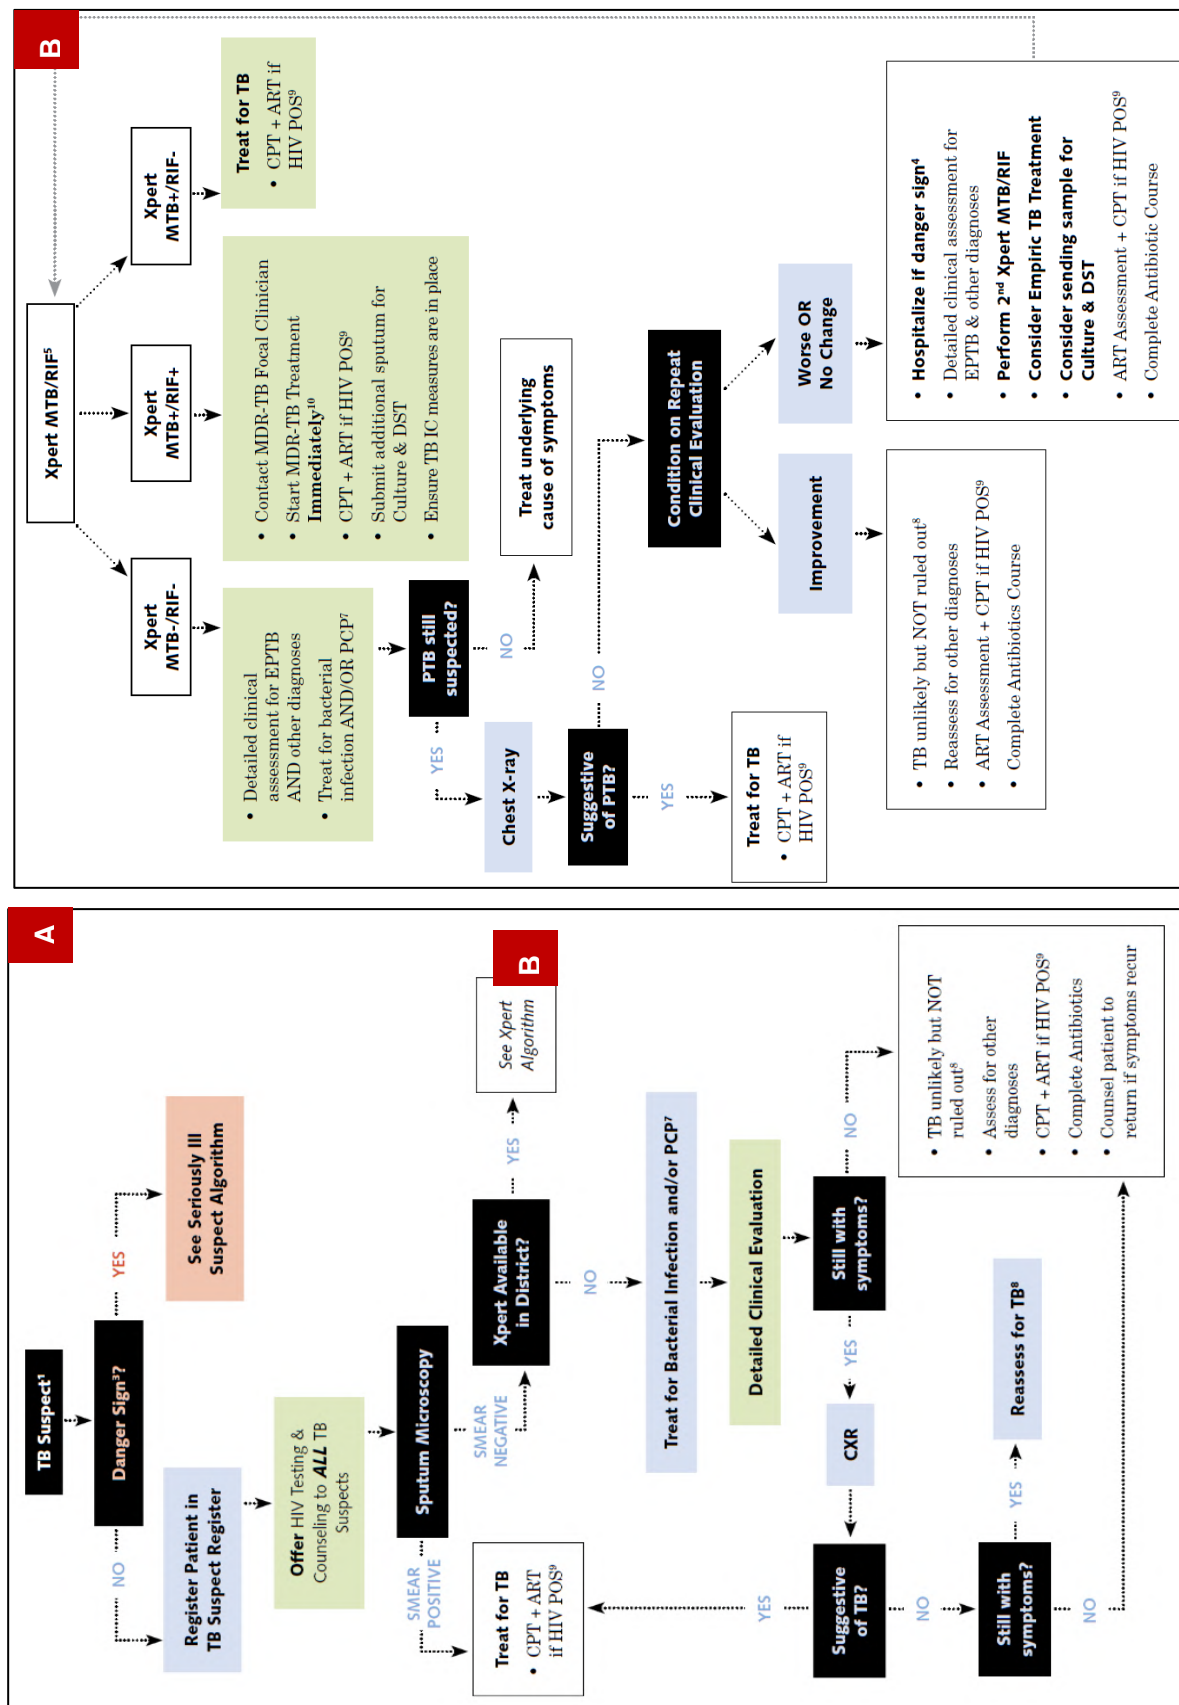 A
TB Suspect¹
Danger Sign³?
NO
YES
Register Patient in
TB Suspect Register
See Seriously Ill
Suspect Algorithm
Offer HIV Testing &
Counseling to ALL TB
Suspects
Sputum Microscopy
SMEAR
POSITIVE
SMEAR
NEGATIVE
Treat for TB
• CPT + ART
if HIV POS⁹
Xpert Available
in District?
YES
See Xpert
Algorithm
B
NO
Treat for Bacterial Infection and/or PCP⁷
Detailed Clinical Evaluation
Still with
symptoms?
YES
NO
CXR
Suggestive
of TB?
YES
NO
Still with
symptoms?
YES
Reassess for TB⁸
NO
• TB unlikely but NOT
ruled out⁸
• Assess for other
diagnoses
• CPT + ART if HIV POS⁹
• Complete Antibiotics
• Counsel patient to
return if symptoms recur
B
Xpert MTB/RIF⁵
Xpert
MTB-/RIF-
Xpert
MTB+/RIF+
Xpert
MTB+/RIF-
• Detailed clinical
assessment for EPTB
AND other diagnoses
• Treat for bacterial
infection AND/OR PCP⁷
• Contact MDR-TB Focal Clinician
• Start MDR-TB Treatment
Immediately¹⁰
• CPT + ART if HIV POS⁹
• Submit additional sputum for
Culture & DST
• Ensure TB IC measures are in place
Treat for TB
• CPT + ART if
HIV POS⁹
PTB still
suspected?
YES
NO
Treat underlying
cause of symptoms
Chest X-ray
Suggestive
of PTB?
NO
YES
Treat for TB
• CPT + ART if
HIV POS⁹
Condition on Repeat
Clinical Evaluation
Improvement
Worse OR
No Change
• TB unlikely but NOT ruled out⁸
• Reassess for other diagnoses
• ART Assessment + CPT if HIV POS⁹
• Complete Antibiotics Course
• Hospitalize if danger sign⁴
• Detailed clinical assessment for
EPTB & other diagnoses
• Perform 2nd Xpert MTB/RIF
• Consider Empiric TB Treatment
• Consider sending sample for
Culture & DST
• ART Assessment + CPT if HIV POS⁹
• Complete Antibiotic Course